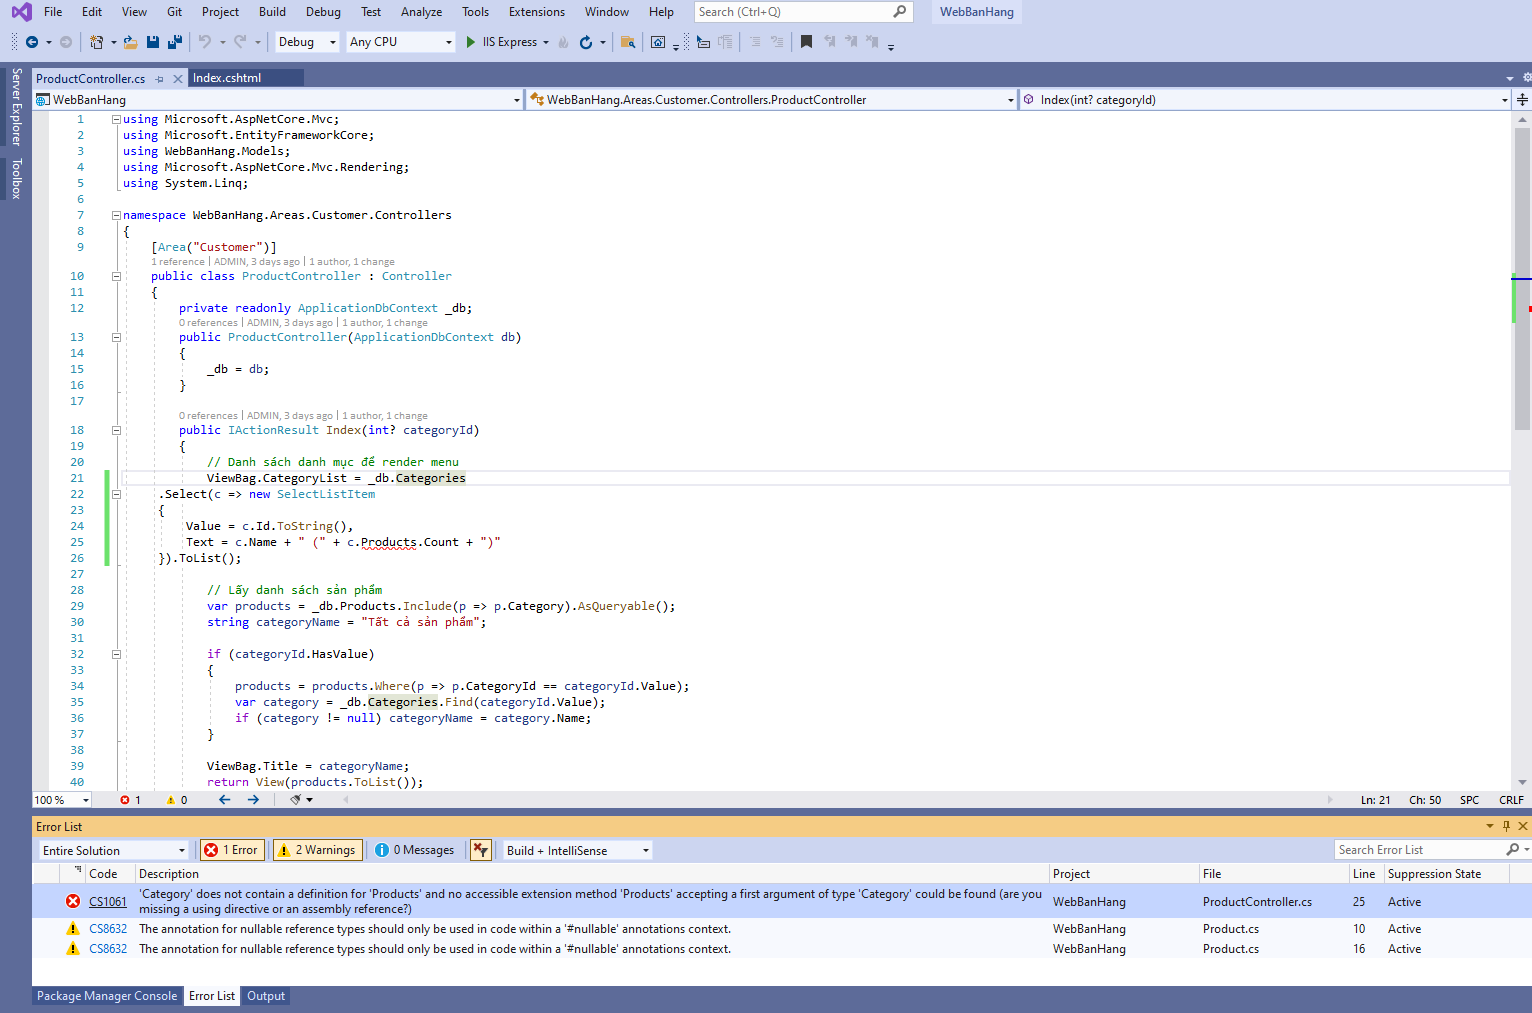 File Edit View Git Project Build Debug Test Analyze Tools Extensions Window Help Search (Ctrl+Q) WebBanHang
Debug Any CPU IIS Express
Server Explorer
Toolbox
ProductController.cs Index.cshtml
WebBanHang WebBanHang.Areas.Customer.Controllers.ProductController Index(int? categoryId)
1 using Microsoft.AspNetCore.Mvc;
2 using Microsoft.EntityFrameworkCore;
3 using WebBanHang.Models;
4 using Microsoft.AspNetCore.Mvc.Rendering;
5 using System.Linq;
6
7 namespace WebBanHang.Areas.Customer.Controllers
8 {
9 [Area("Customer")]
1 reference | ADMIN, 3 days ago | 1 author, 1 change
10 public class ProductController : Controller
11 {
12 private readonly ApplicationDbContext _db;
0 references | ADMIN, 3 days ago | 1 author, 1 change
13 public ProductController(ApplicationDbContext db)
14 {
15 _db = db;
16 }
17
0 references | ADMIN, 3 days ago | 1 author, 1 change
18 public IActionResult Index(int? categoryId)
19 {
20 // Danh sách danh mục để render menu
21 ViewBag.CategoryList = _db.Categories
22 .Select(c => new SelectListItem
23 {
24 Value = c.Id.ToString(),
25 Text = c.Name + " (" + c.Products.Count + ")"
26 }).ToList();
27
28 // Lấy danh sách sản phẩm
29 var products = _db.Products.Include(p => p.Category).AsQueryable();
30 string categoryName = "Tất cả sản phẩm";
31
32 if (categoryId.HasValue)
33 {
34 products = products.Where(p => p.CategoryId == categoryId.Value);
35 var category = _db.Categories.Find(categoryId.Value);
36 if (category != null) categoryName = category.Name;
37 }
38
39 ViewBag.Title = categoryName;
40 return View(products.ToList());
100 % 1 0 Ln: 21 Ch: 50 SPC CRLF
Error List
Entire Solution 1 Error 2 Warnings 0 Messages Build + IntelliSense Search Error List
Code Description Project File Line Suppression State
CS1061 'Category' does not contain a definition for 'Products' and no accessible extension method 'Products' accepting a first argument of type 'Category' could be found (are you
missing a using directive or an assembly reference?) WebBanHang ProductController.cs 25 Active
CS8632 The annotation for nullable reference types should only be used in code within a '#nullable' annotations context. WebBanHang Product.cs 10 Active
CS8632 The annotation for nullable reference types should only be used in code within a '#nullable' annotations context. WebBanHang Product.cs 16 Active
Package Manager Console Error List Output